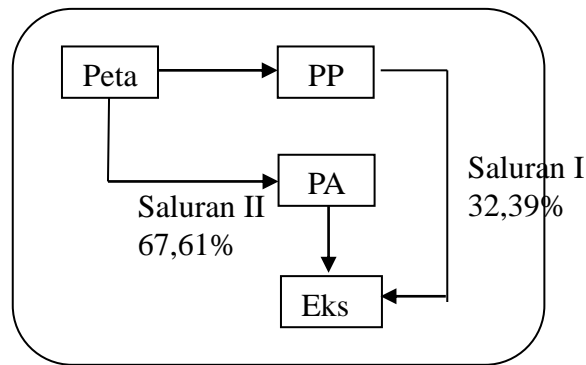 Peta
PP
PA
Saluran I
32,39%
Saluran II
67,61%
Eks